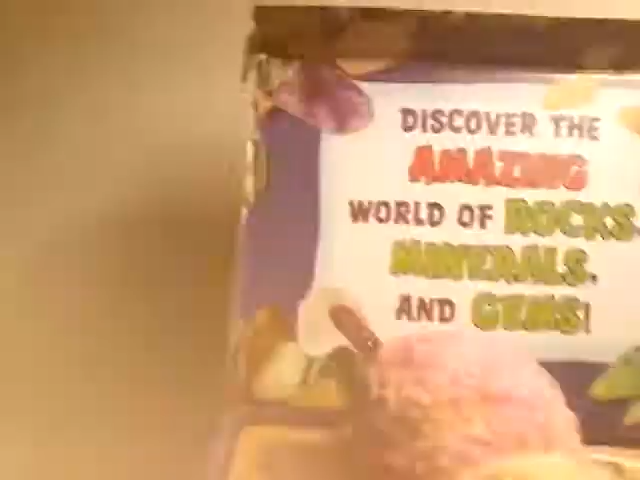 DISCOVER THE
AMAZING
WORLD OF ROCKS,
MINERALS,
AND GEMS!